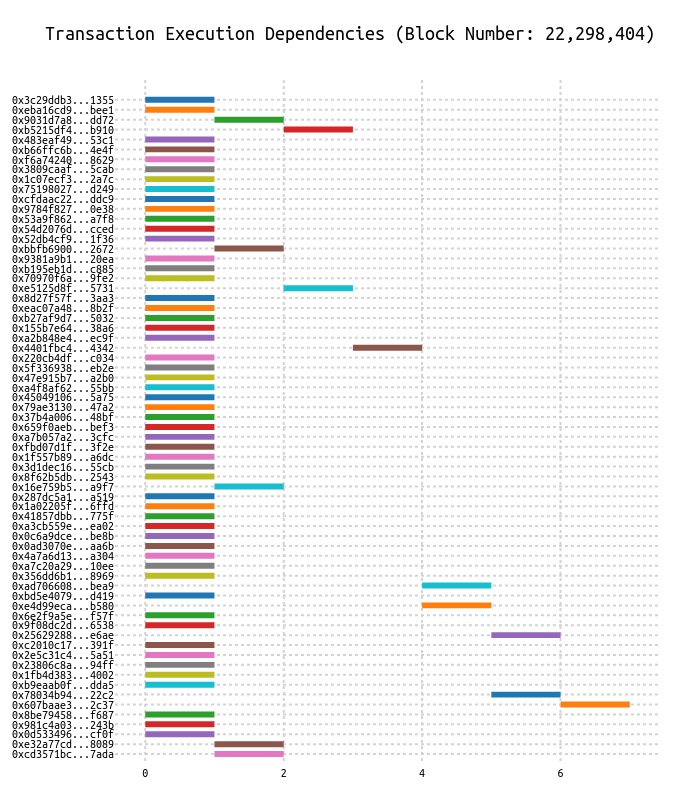 Transaction Execution Dependencies (Block Number: 22,298,404)
0x3c29ddb3...1355
0xeba16cd9...bee1
0x9031d7a8...dd72
0xb5215df4...b910
0x483eaf49...53c1
0xb66ffc6b...4e4f
0xf6a74240...8629
0x3809caaf...5cab
0x1c07ecf3...2a7c
0x75198027...d249
0xcfdaac22...ddc9
0x9784f827...0e38
0x53a9f862...a7f8
0x54d2076d...cced
0x52db4cf9...1f36
0xbbfb6900...2672
0x9381a9b1...20ea
0xb195eb1d...c885
0x70970f6a...9fe2
0xe5125d8f...5731
0x8d27f57f...3aa3
0xeac07a48...8b2f
0xb27af9d7...5032
0x155b7e64...38a6
0xa2b848e4...ec9f
0x4401fbc4...4342
0x220cb4df...c034
0x5f336938...eb2e
0x47e915b7...a2b0
0xa4f8af62...55bb
0x45049106...5a75
0x79ae3130...47a2
0x37b4a006...48bf
0x659f0aeb...bef3
0xa7b057a2...3cfc
0xfbd07d1f...3f2e
0x1f557b89...a6dc
0x3d1dec16...55cb
0x8f62b5db...2543
0x16e759b5...a9f7
0x287dc5a1...a519
0x1a02205f...6ffd
0x41857dbb...775f
0xa3cb559e...ea02
0x0c6a9dce...be8b
0x0ad3070e...aa6b
0x4a7a6d13...a304
0xa7c20a29...10ee
0x356dd6b1...8969
0xad706608...bea9
0xbd5e4079...d419
0xe4d99eca...b580
0x6e2f9a5e...f57f
0x9f08dc2d...6538
0x25629288...e6ae
0xc2010c17...391f
0x2e5c31c4...5a51
0x23806c8a...94ff
0x1fb4d383...4002
0xb9eaab0f...dda5
0x78034b94...22c2
0x607baae3...2c37
0x8be79458...f687
0x981c4a03...243b
0x0d533496...cf0f
0xe32a77cd...8089
0xcd3571bc...7ada
0 2 4 6